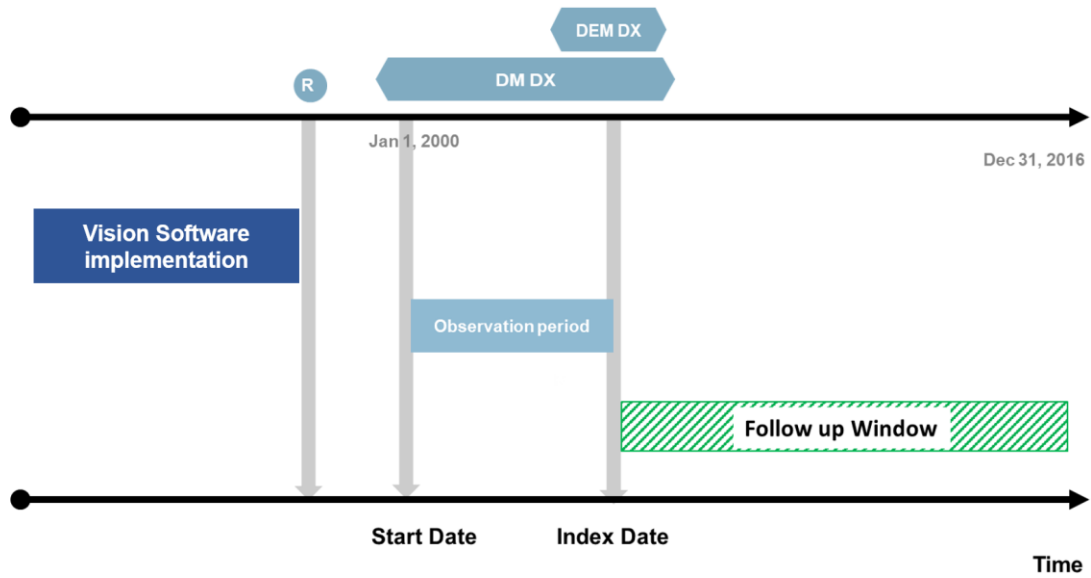 DEM DX
R
DM DX
Jan 1, 2000
Dec 31, 2016
Vision Software
implementation
Observation period
Follow up Window
Start Date
Index Date
Time